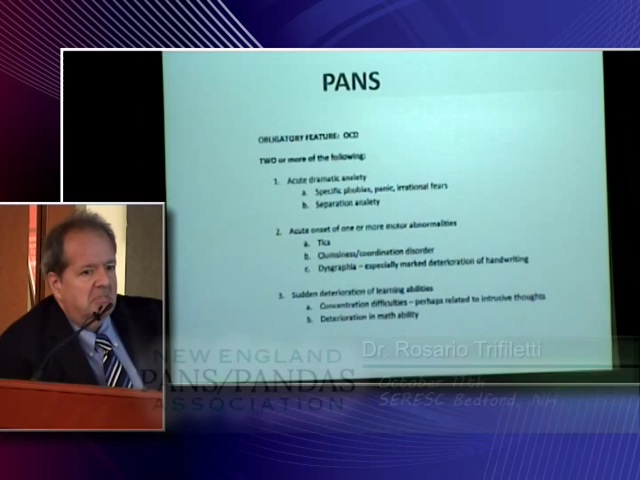 PANS
OBLIGATORY FEATURE: OCD
TWO or more of the following:
1. Acute dramatic anxiety
a. Specific phobias, panic, irrational fears
b. Separation anxiety
2. Acute onset of one or more motor abnormalities
a. Tics
b. Clumsiness/coordination disorder
c. Dysgraphia – especially marked deterioration of handwriting
3. Sudden deterioration of learning abilities
a. Concentration difficulties – perhaps related to intrusive thoughts
b. Deterioration in math ability
NEW ENGLAND
PANS/PANDAS
ASSOCIATION
Dr. Rosario Trifiletti
October 11th
SERESC Bedford, NH